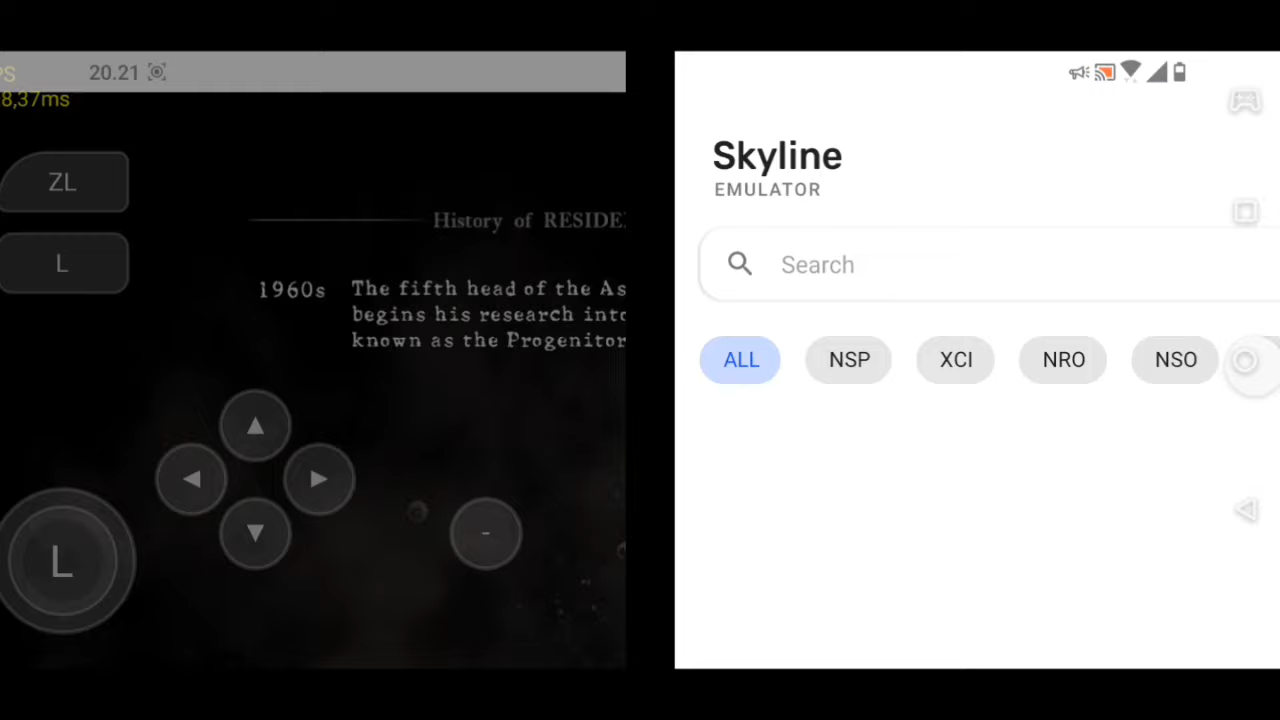 PS
20.21
8,37ms
ZL
L
History of RESIDE
1960s The fifth head of the As
begins his research into
known as the Progenitor
L
-
Skyline
EMULATOR
Search
ALL NSP XCI NRO NSO